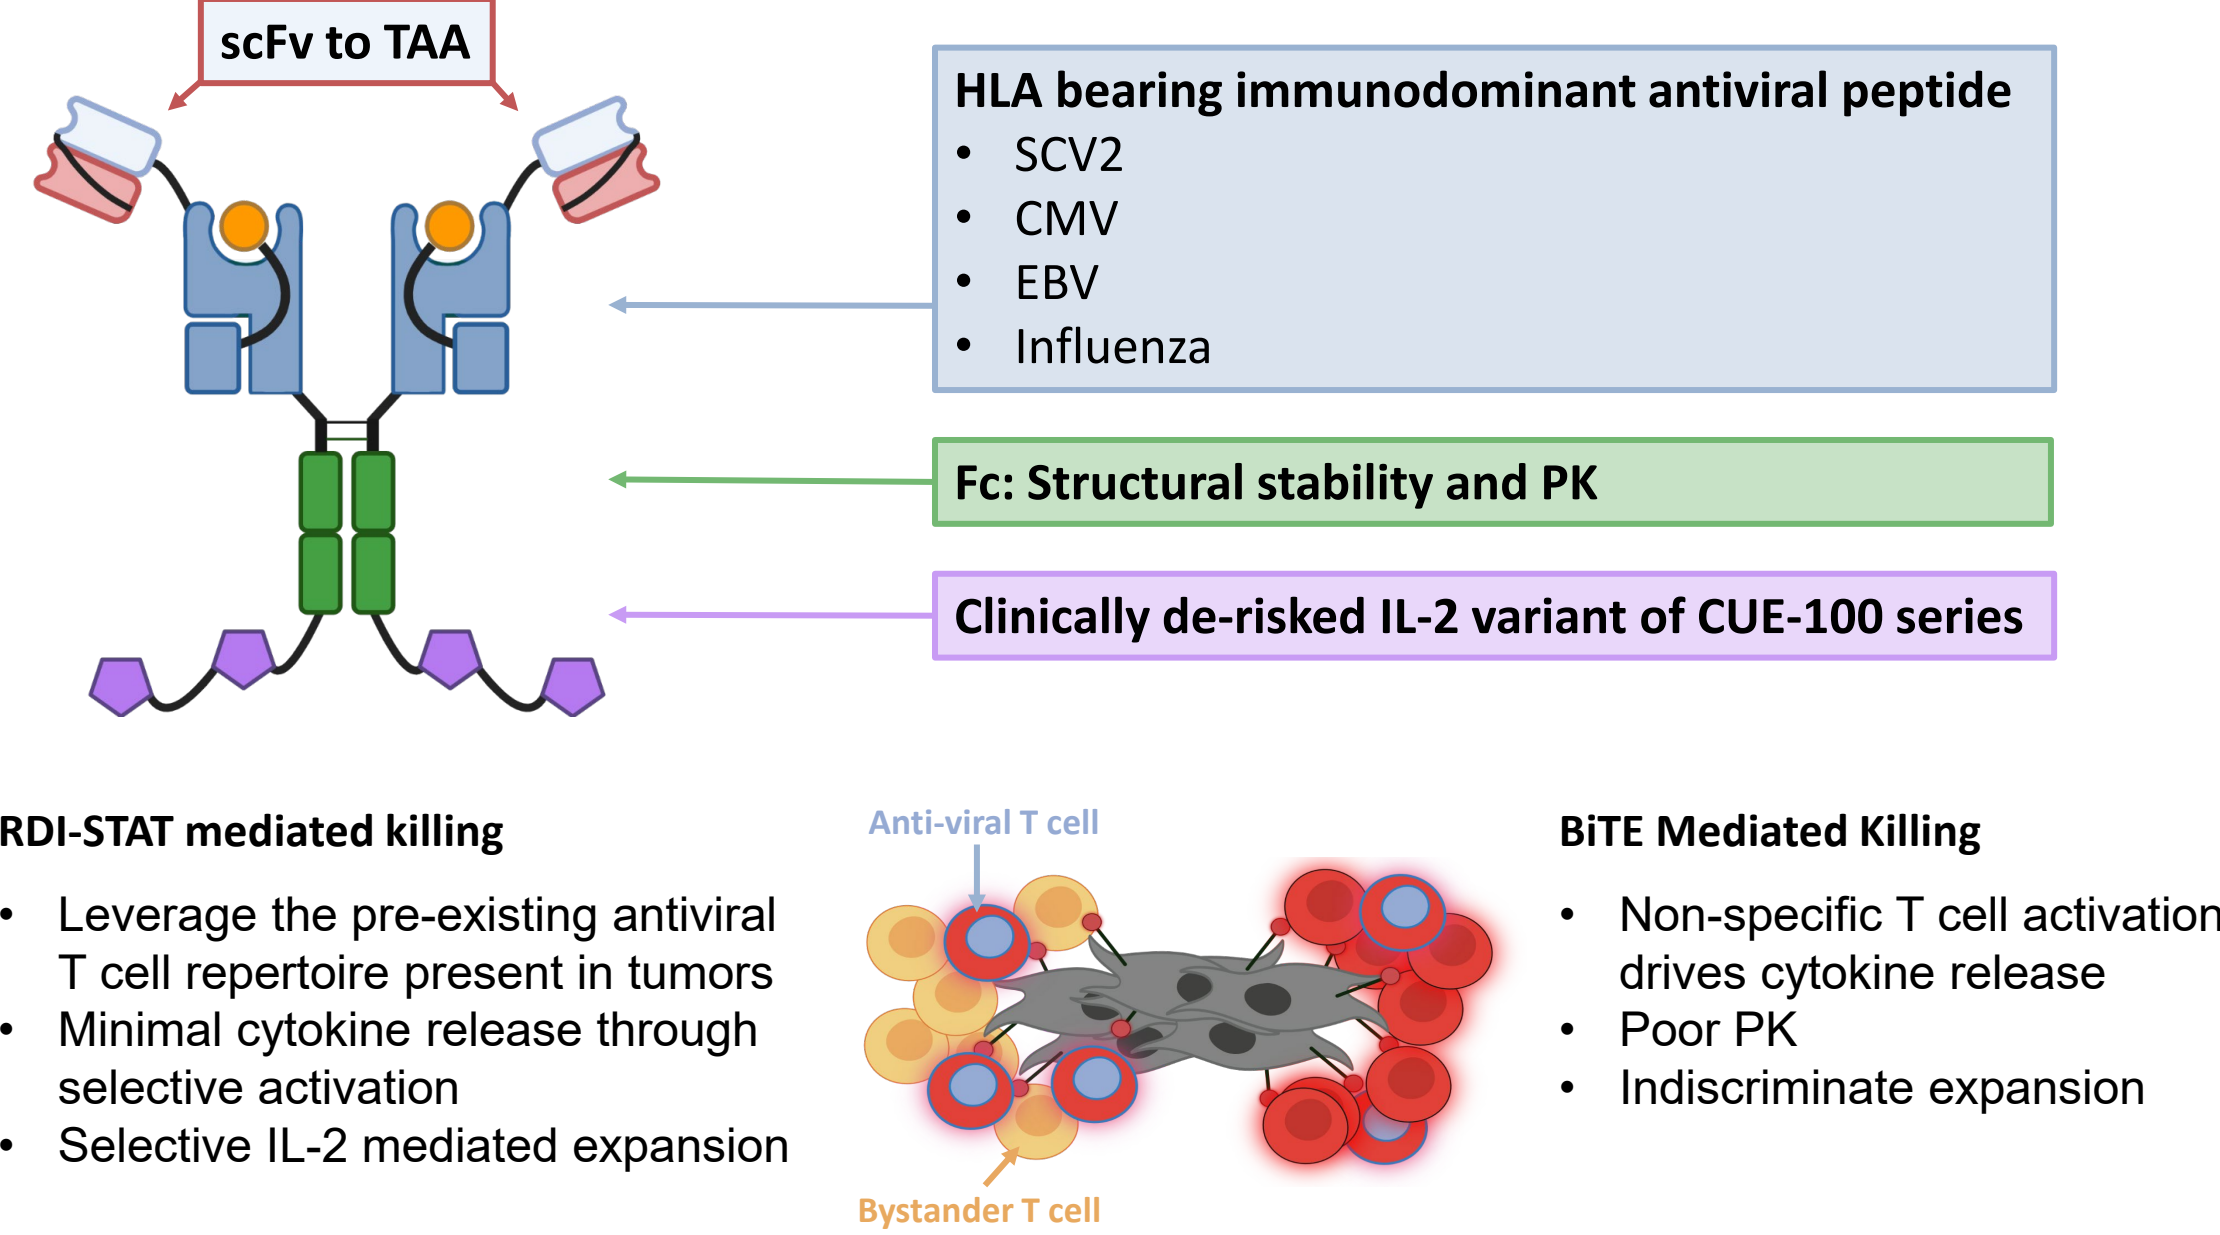 scFv to TAA
HLA bearing immunodominant antiviral peptide
• SCV2
• CMV
• EBV
• Influenza
Fc: Structural stability and PK
Clinically de-risked IL-2 variant of CUE-100 series
RDI-STAT mediated killing
• Leverage the pre-existing antiviral
T cell repertoire present in tumors
• Minimal cytokine release through
selective activation
• Selective IL-2 mediated expansion
Anti-viral T cell
Bystander T cell
BiTE Mediated Killing
• Non-specific T cell activation
drives cytokine release
• Poor PK
• Indiscriminate expansion